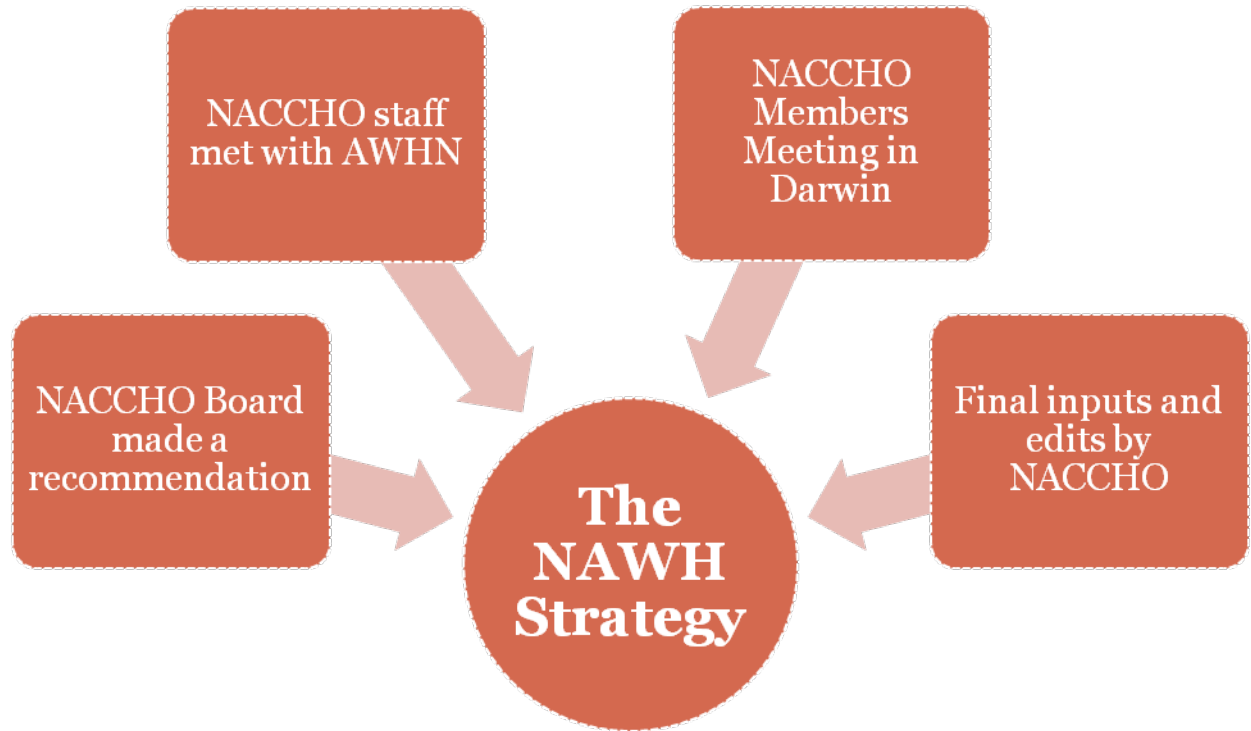 NACCHO staff
met with AWHN
NACCHO
Members
Meeting in
Darwin
NACCHO Board
made a
recommendation
Final inputs and
edits by
NACCHO
The
NAWH
Strategy